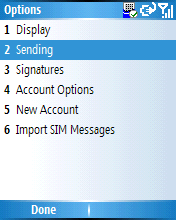 Options
1 Display
2 Sending
3 Signatures
4 Account Options
5 New Account
6 Import SIM Messages
Done